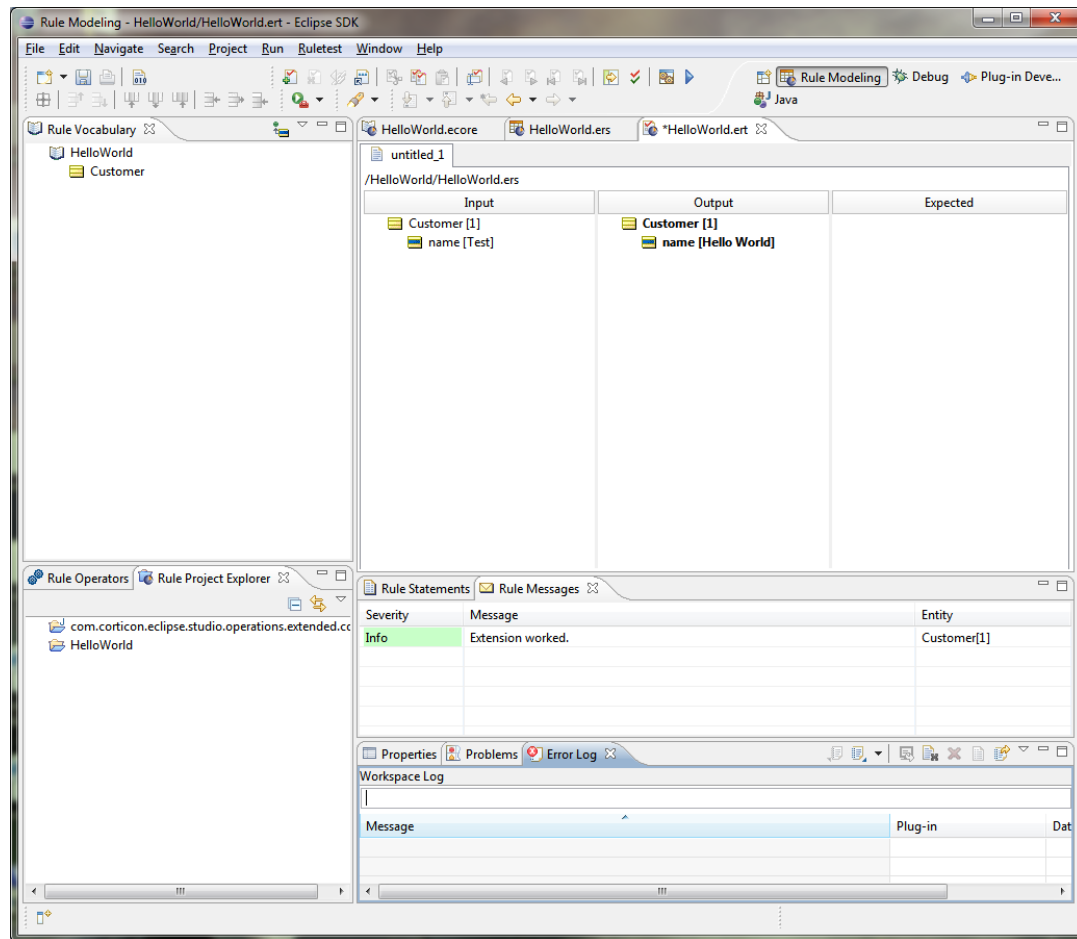 Rule Modeling - HelloWorld/HelloWorld.ert - Eclipse SDK
File Edit Navigate Search Project Run Ruletest Window Help
010
Rule Modeling Debug Plug-in Deve...
Java
Rule Vocabulary
HelloWorld
Customer
HelloWorld.ecore HelloWorld.ers *HelloWorld.ert
untitled_1
/HelloWorld/HelloWorld.ers
Input Output Expected
Customer [1] Customer [1]
name [Test] name [Hello World]
Rule Operators Rule Project Explorer
com.corticon.eclipse.studio.operations.extended.cc
HelloWorld
Rule Statements Rule Messages
Severity Message Entity
Info Extension worked. Customer[1]
Properties Problems Error Log
Workspace Log
Message Plug-in Dat